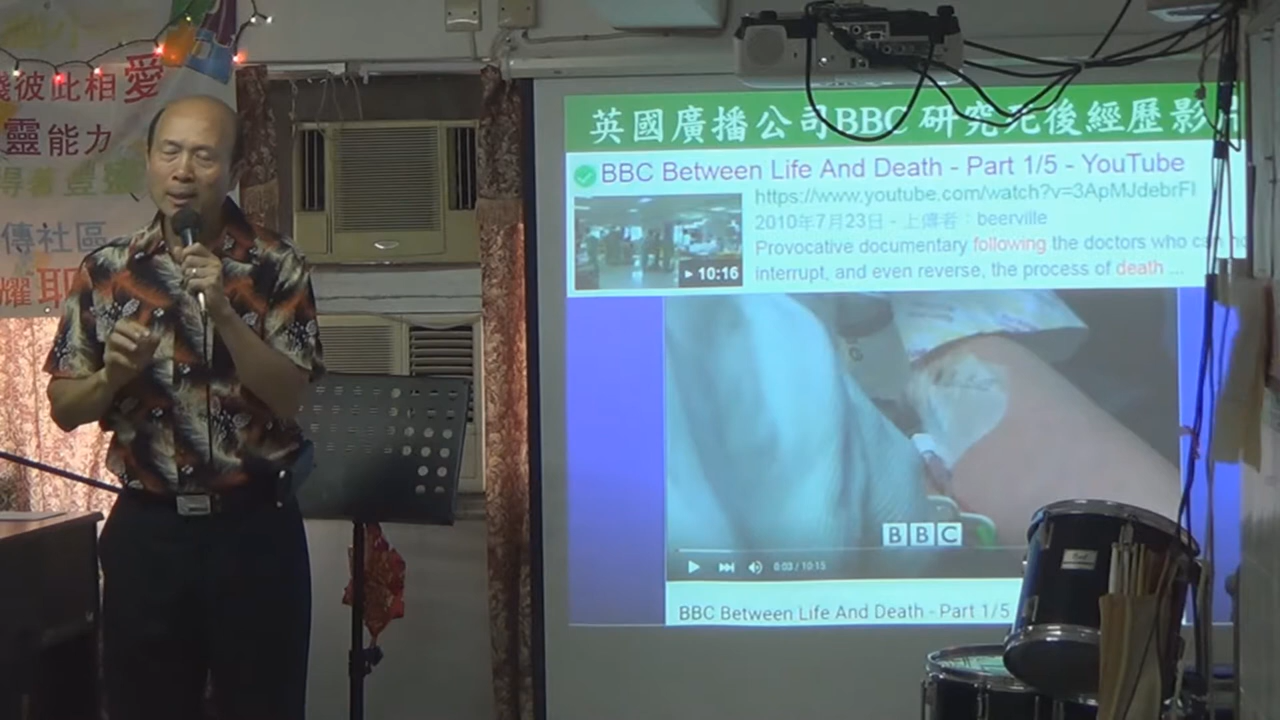 彼此相愛
靈能力
傳社區
耀耶
英國廣播公司BBC 研究死後經歷影片
BBC Between Life And Death - Part 1/5 - YouTube
https://www.youtube.com/watch?v=3ApMJdebrFI
2010年7月23日 - 上傳者：beerville
Provocative documentary following the doctors who can
interrupt, and even reverse, the process of death ...
10:16
BBC
0:03 / 10:15
BBC Between Life And Death - Part 1/5
Pearl